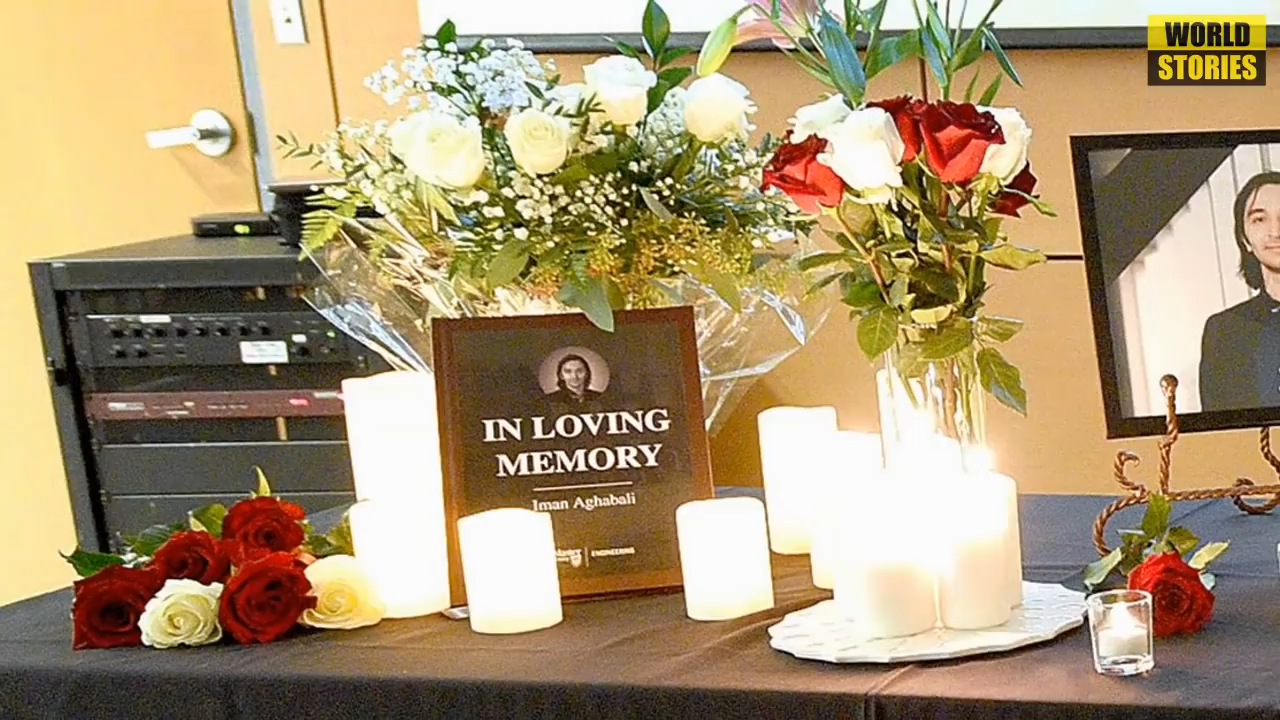 WORLD
STORIES
IN LOVING
MEMORY
Iman Aghabali
ENGINEERING